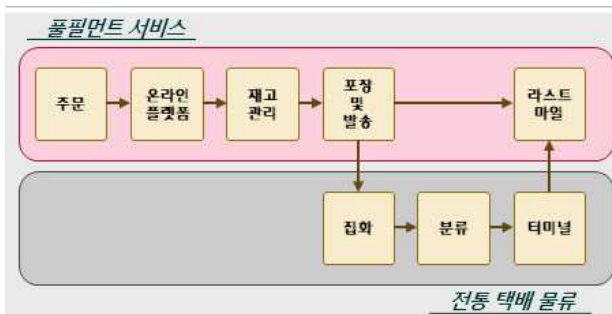 풀필먼트 서비스
주문
온라인
플랫폼
재고
관리
포장
및
발송
라스트
마일
집화
분류
터미널
전통 택배 물류